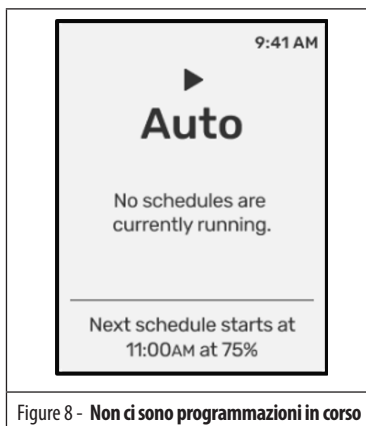 9:41 AM
Auto
No schedules are
currently running.
Next schedule starts at
11:00AM at 75%
Figure 8 - Non ci sono programmazioni in corso